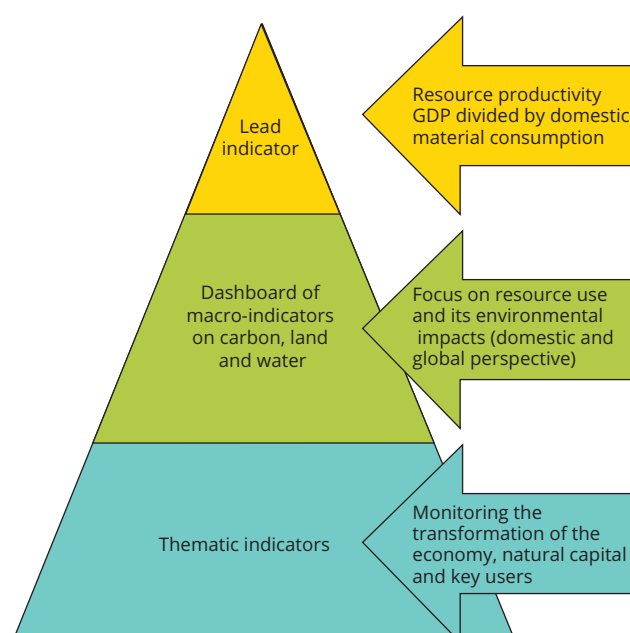 Lead
indicator
Resource productivity
GDP divided by domestic
material consumption
Dashboard of
macro-indicators
on carbon, land
and water
Focus on resource use
and its environmental
impacts (domestic and
global perspective)
Thematic indicators
Monitoring the
transformation of the
economy, natural capital
and key users